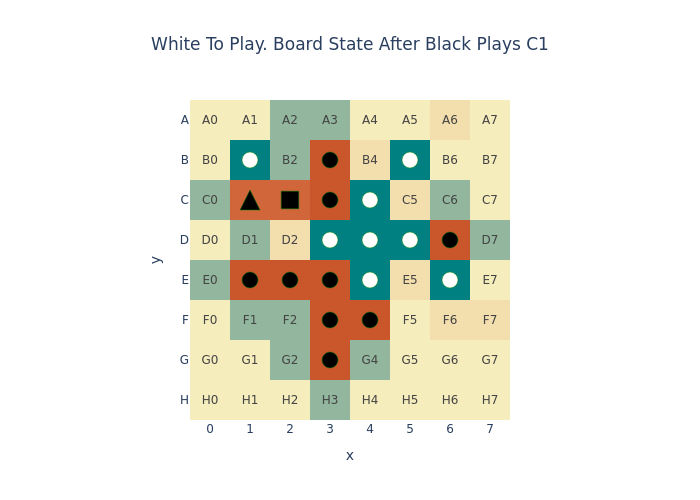 White To Play. Board State After Black Plays C1
A A0 A1 A2 A3 A4 A5 A6 A7
B B0 B2 B4 B6 B7
C C0 C5 C6 C7
D D0 D1 D2 D7
E E0 E5 E7
F F0 F1 F2 F5 F6 F7
G G0 G1 G2 G4 G5 G6 G7
H H0 H1 H2 H3 H4 H5 H6 H7
0 1 2 3 4 5 6 7
x
y